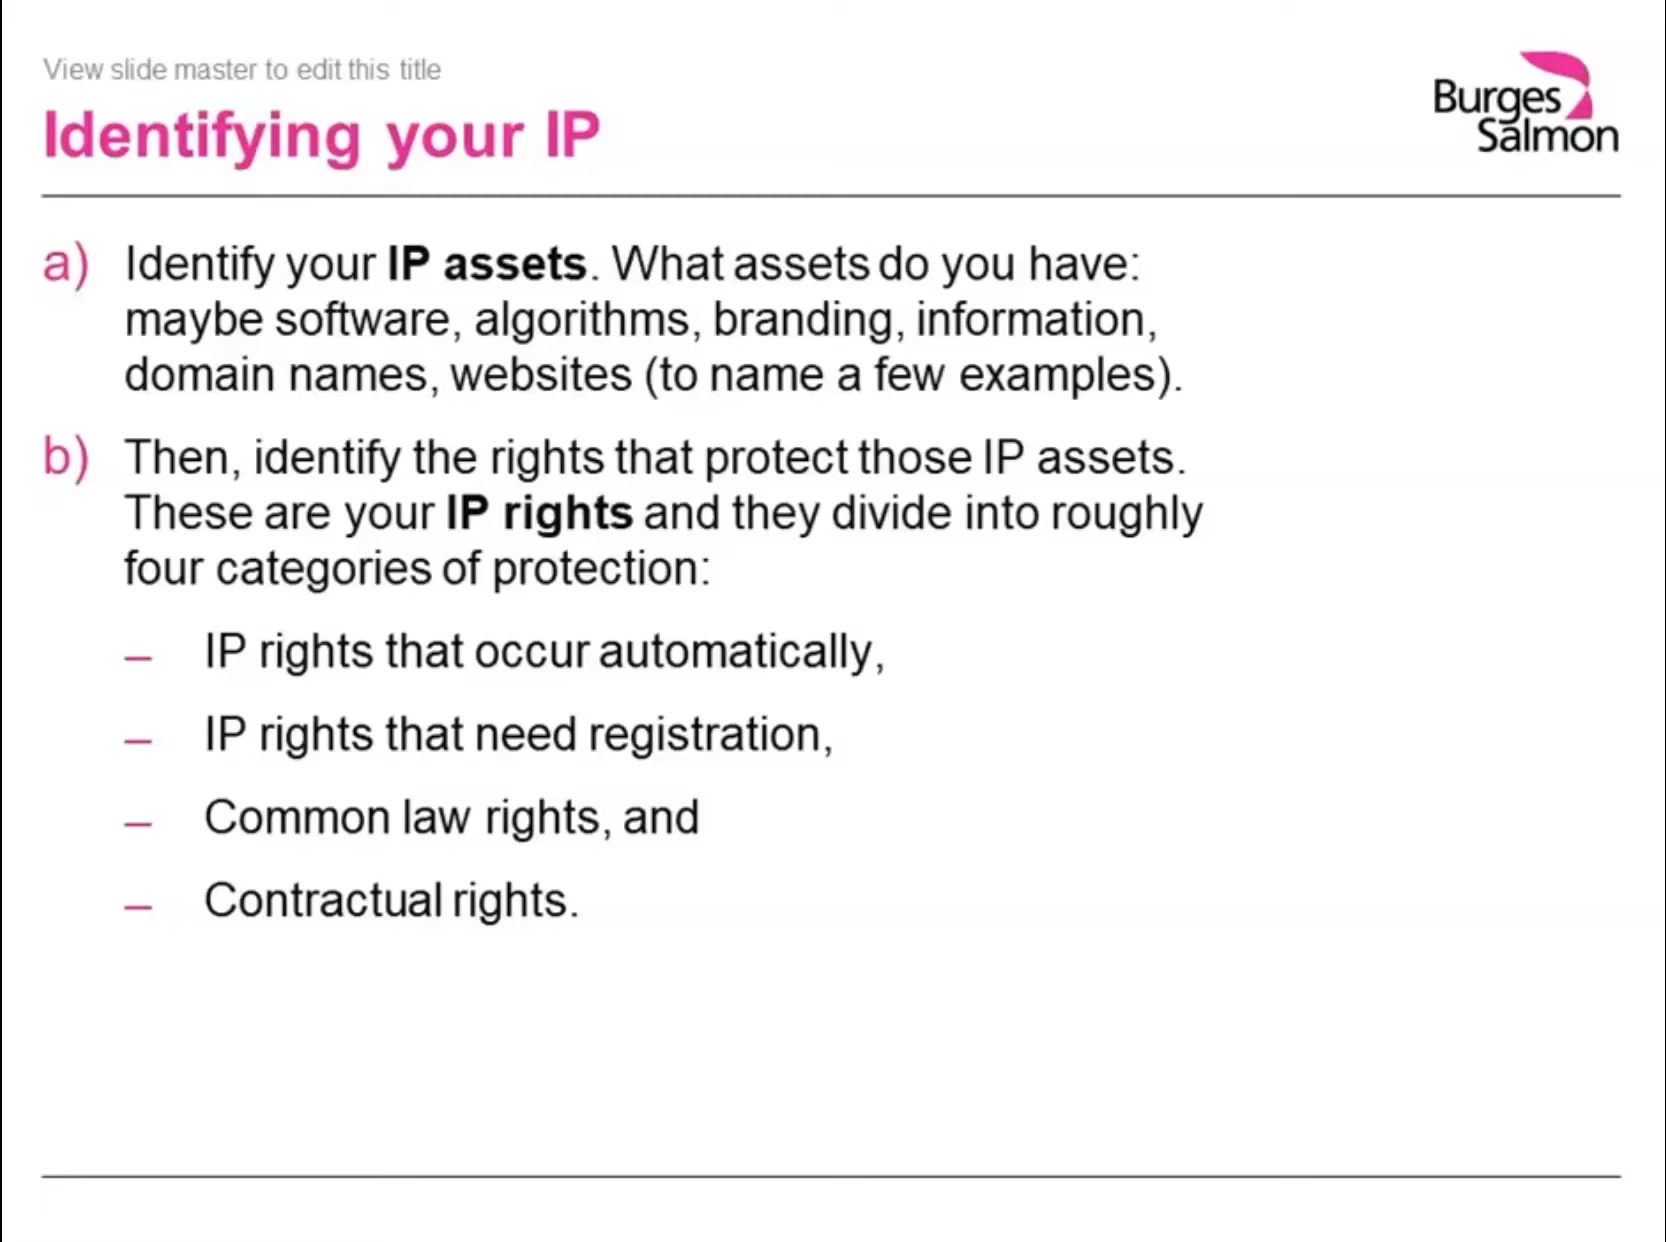 View slide master to edit this title
Identifying your IP
Burges
Salmon
a) Identify your IP assets. What assets do you have:
maybe software, algorithms, branding, information,
domain names, websites (to name a few examples).
b) Then, identify the rights that protect those IP assets.
These are your IP rights and they divide into roughly
four categories of protection:
– IP rights that occur automatically,
– IP rights that need registration,
– Common law rights, and
– Contractual rights.